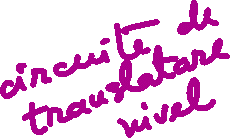 circuite de
translatare
nivel